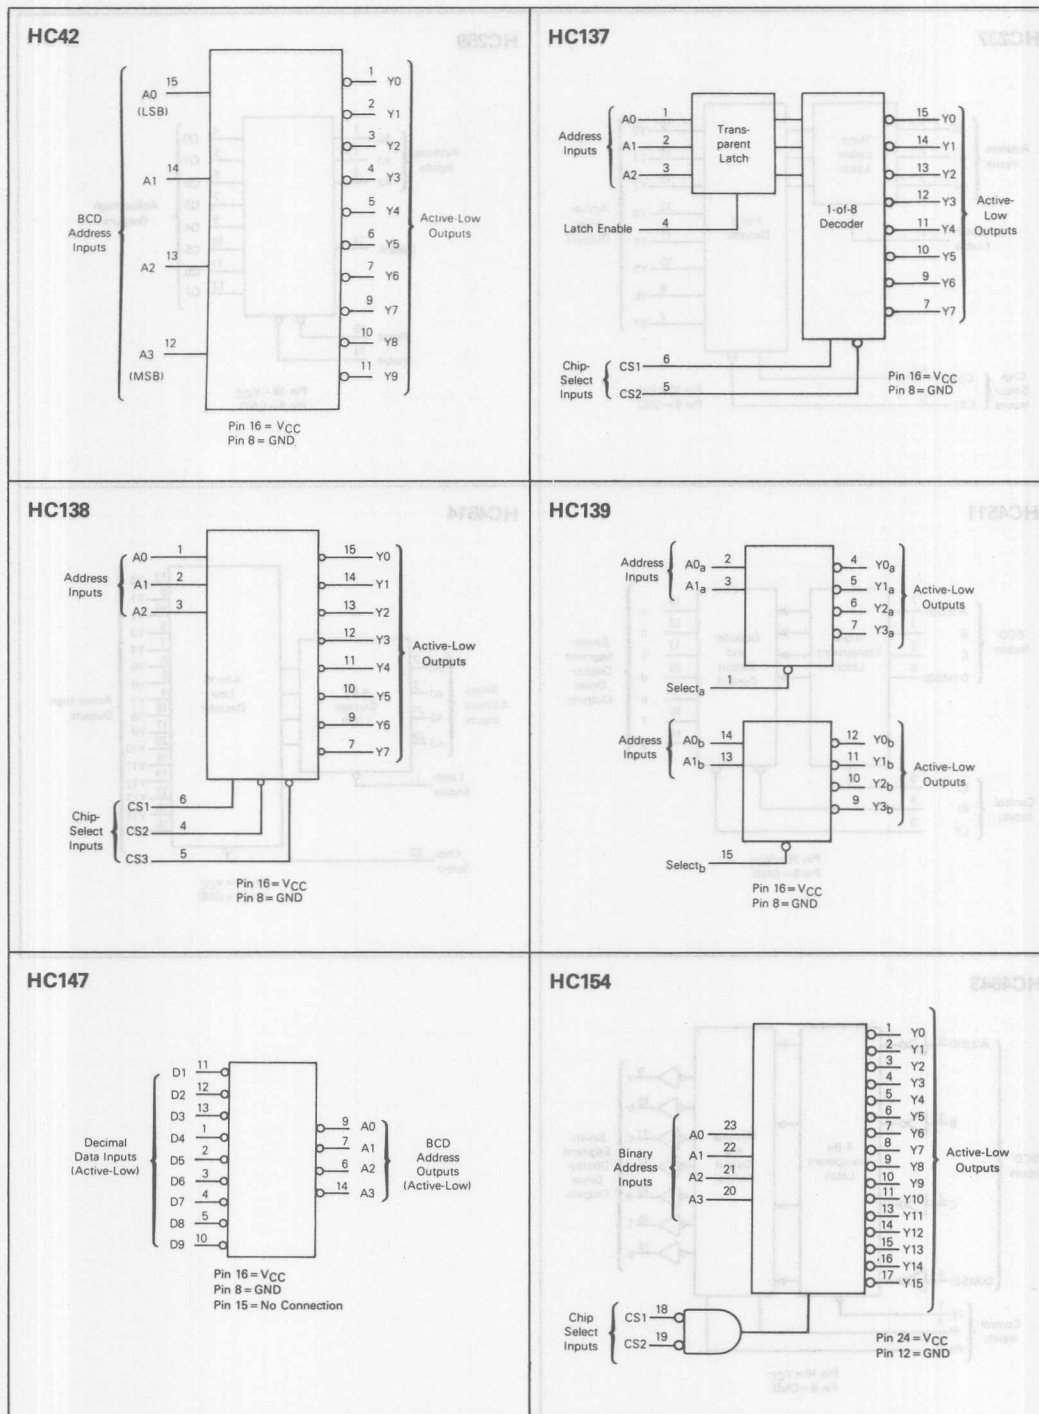 HC42
15
A0
(LSB)
14
A1
BCD
Address
Inputs
13
A2
12
A3
(MSB)
1 Y0
2 Y1
3 Y2
4 Y3
5 Y4
6 Y5
7 Y6
9 Y7
10 Y8
11 Y9
Active-Low
Outputs
Pin 16 = VCC
Pin 8 = GND
HC137
Address
Inputs
A0 1
A1 2
A2 3
Trans-
parent
Latch
Latch Enable 4
1-of-8
Decoder
15 Y0
14 Y1
13 Y2
12 Y3
11 Y4
10 Y5
9 Y6
7 Y7
Active-
Low
Outputs
Chip-
Select
Inputs
CS1 6
CS2 5
Pin 16 = VCC
Pin 8 = GND
HC138
Address
Inputs
A0 1
A1 2
A2 3
15 Y0
14 Y1
13 Y2
12 Y3
11 Y4
10 Y5
9 Y6
7 Y7
Active-Low
Outputs
Chip-
Select
Inputs
CS1 6
CS2 4
CS3 5
Pin 16 = VCC
Pin 8 = GND
HC139
Address
Inputs
A0a 2
A1a 3
4 Y0a
5 Y1a
6 Y2a
7 Y3a
Active-Low
Outputs
Selecta 1
Address
Inputs
A0b 14
A1b 13
12 Y0b
11 Y1b
10 Y2b
9 Y3b
Active-Low
Outputs
Selectb 15
Pin 16 = VCC
Pin 8 = GND
HC147
Decimal
Data Inputs
(Active-Low)
D1 11
D2 12
D3 13
D4 1
D5 2
D6 3
D7 4
D8 5
D9 10
9 A0
7 A1
6 A2
14 A3
BCD
Address
Outputs
(Active-Low)
Pin 16 = VCC
Pin 8 = GND
Pin 15 = No Connection
HC154
Binary
Address
Inputs
A0 23
A1 22
A2 21
A3 20
1 Y0
2 Y1
3 Y2
4 Y3
5 Y4
6 Y5
7 Y6
8 Y7
9 Y8
10 Y9
11 Y10
13 Y11
14 Y12
15 Y13
16 Y14
17 Y15
Active-Low
Outputs
Chip
Select
Inputs
CS1 18
CS2 19
Pin 24 = VCC
Pin 12 = GND